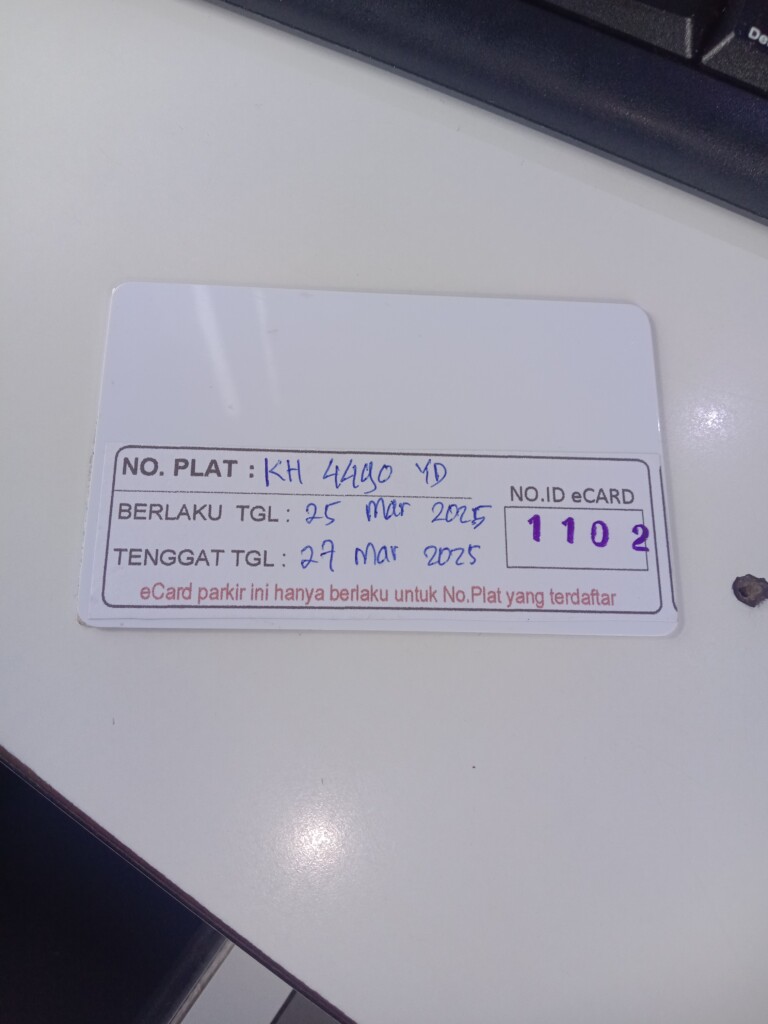 De
NO. PLAT : KH 4490 YD
BERLAKU TGL : 25 Mar 2025
TENGGAT TGL : 27 Mar 2025
NO.ID eCARD
1102
eCard parkir ini hanya berlaku untuk No.Plat yang terdaftar